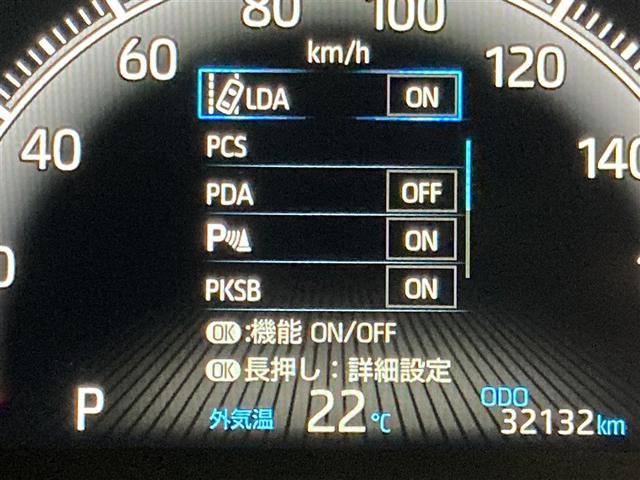 80 100
60 km/h 120
LDA ON
40 PCS 140
PDA OFF
P ON
0
PKSB ON
OK:機能 ON/OFF
OK長押し:詳細設定
P 外気温 22℃ ODO 32132km